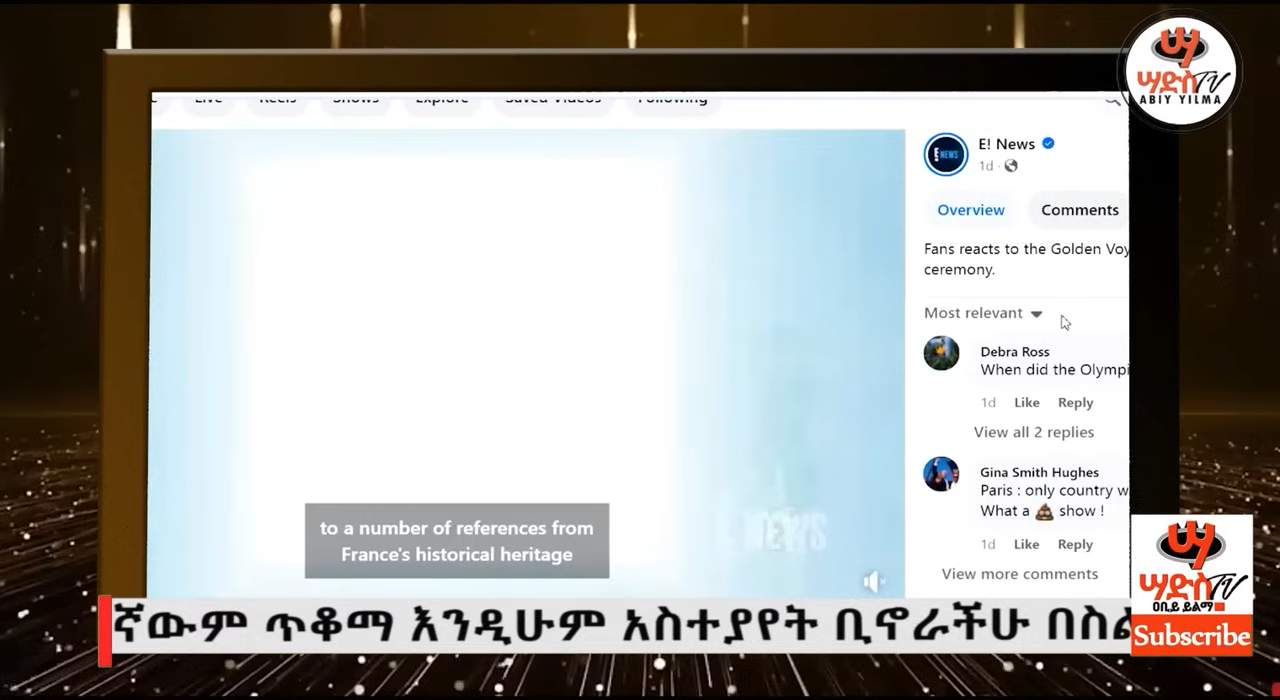 ሣድስTV
ABIY YILMA
Live Reels Shows Explore Saved Videos Following
E! News
1d
Overview Comments
Fans reacts to the Golden Voy
ceremony.
Most relevant
Debra Ross
When did the Olympi
1d Like Reply
View all 2 replies
Gina Smith Hughes
Paris : only country w
What a 💩 show !
1d Like Reply
View more comments
to a number of references from
France's historical heritage
E NEWS
ኛውም ጥቆማ እንዲሁም አስተያየት ቢኖራችሁ በስል
ሣድስTV
ዐቢይ ይልማ
Subscribe